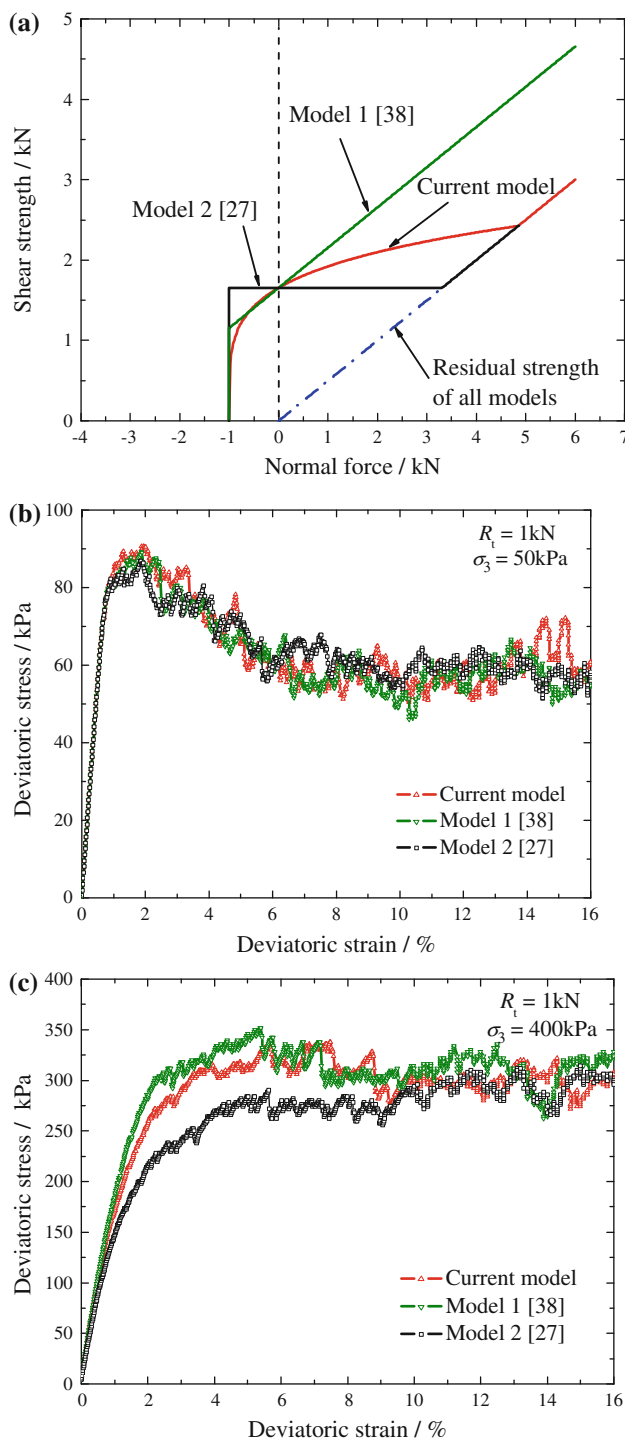 (a)
5
4
3
2
1
0
Shear strength / kN
Model 1 [38]
Current model
Model 2 [27]
Residual strength
of all models
-4 -3 -2 -1 0 1 2 3 4 5 6 7
Normal force / kN
(b)
100
80
60
40
20
0
Deviatoric stress / kPa
Rt = 1kN
σ3 = 50kPa
Current model
Model 1 [38]
Model 2 [27]
0 2 4 6 8 10 12 14 16
Deviatoric strain / %
(c)
400
350
300
250
200
150
100
50
0
Deviatoric stress / kPa
Rt = 1kN
σ3 = 400kPa
Current model
Model 1 [38]
Model 2 [27]
0 2 4 6 8 10 12 14 16
Deviatoric strain / %